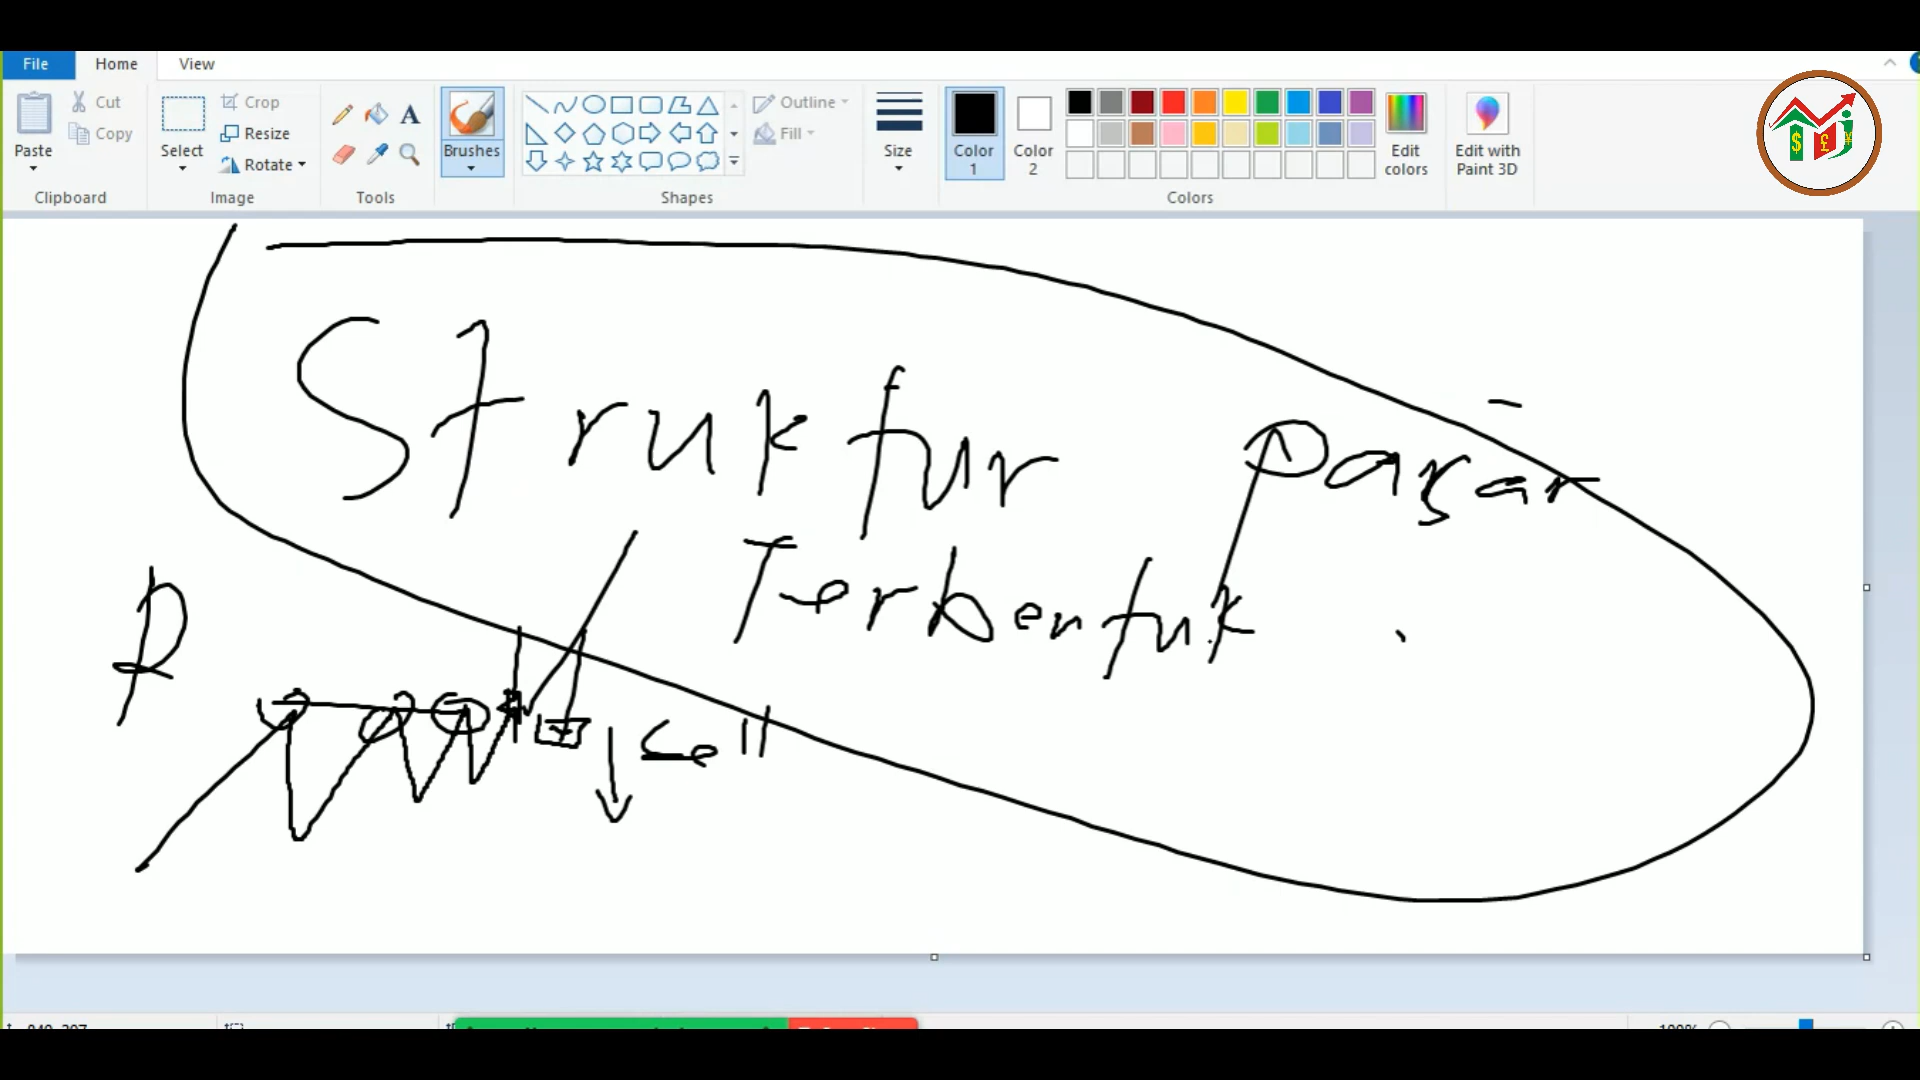 File Home View
Cut
Copy
Paste
Clipboard
Crop
Resize
Rotate
Select
Image
A
Tools
Brushes
Outline
Fill
Shapes
Size
Color 1
Color 2
Edit colors
Colors
Edit with Paint 3D
$ £ ¥
Struktur pasar
Terbentuk
R
sell
100%